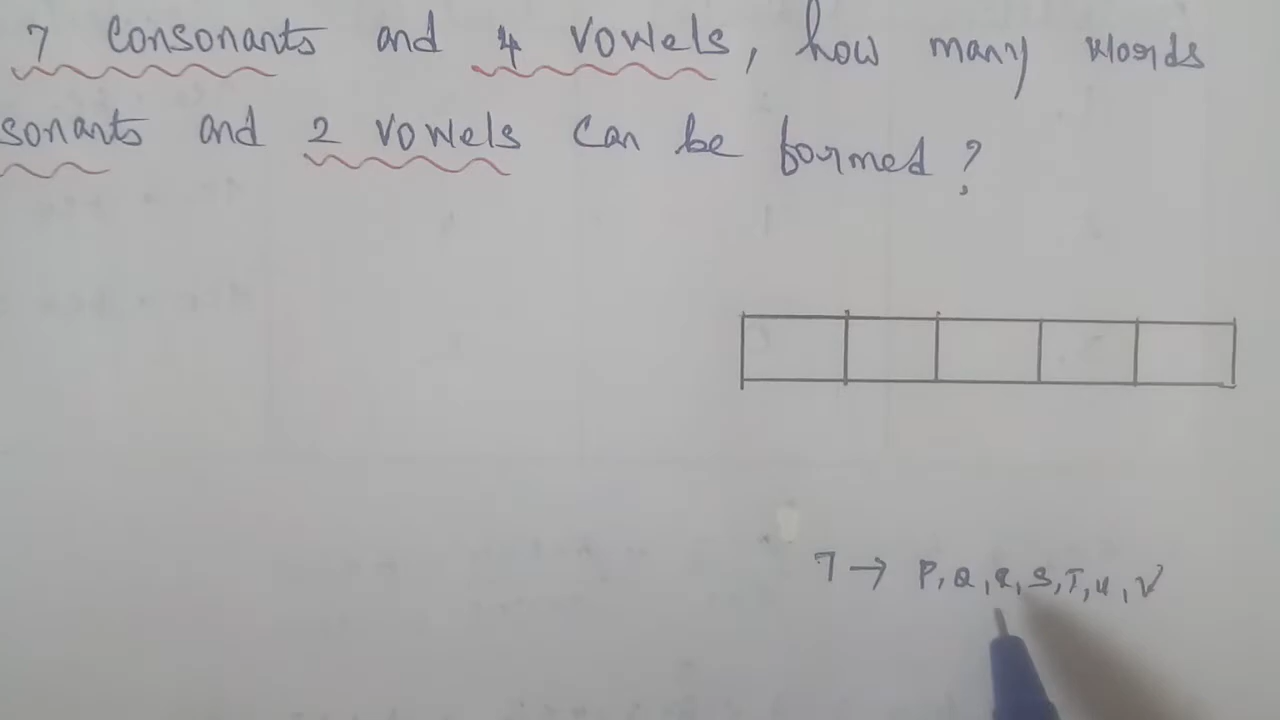 7 consonants and 4 vowels, how many words
sonants and 2 vowels can be formed?
7 → P, Q, R, S, T, U, V